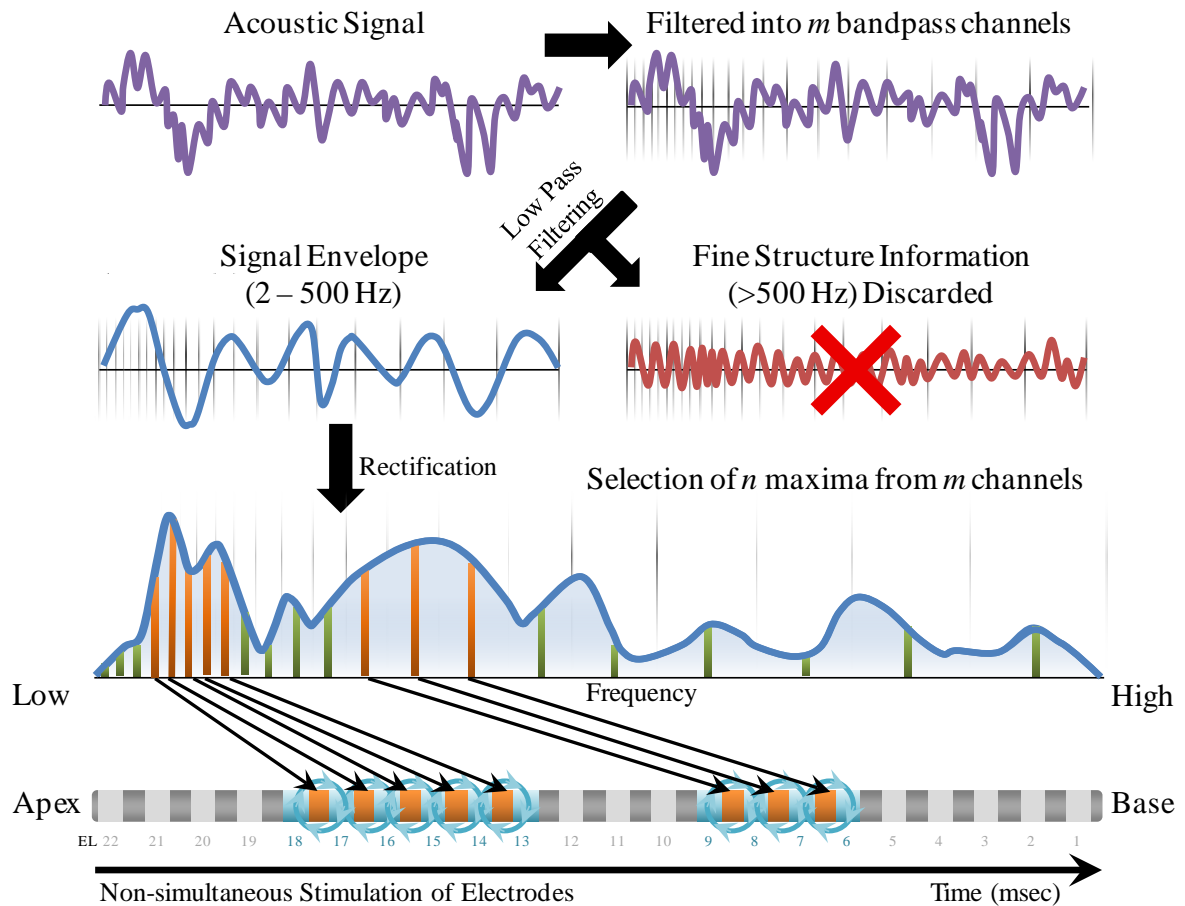 Acoustic Signal
Filtered into m bandpass channels
Low Pass
Filtering
Signal Envelope
(2 – 500 Hz)
Fine Structure Information
(>500 Hz) Discarded
Rectification
Selection of n maxima from m channels
Low
Frequency
High
Apex
Base
EL 22 21 20 19 18 17 16 15 14 13 12 11 10 9 8 7 6 5 4 3 2 1
Non-simultaneous Stimulation of Electrodes
Time (msec)